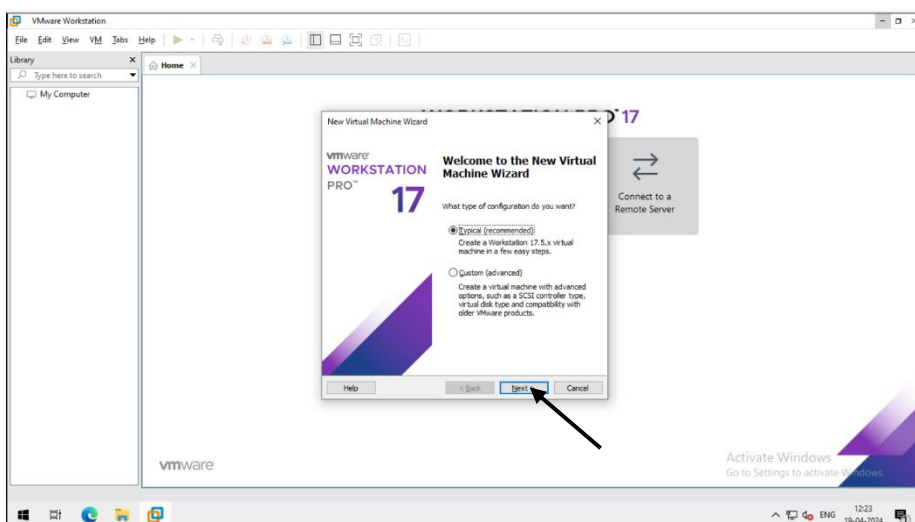 VMware Workstation
File Edit View VM Tabs Help
Library
Home
Type here to search
My Computer
17
New Virtual Machine Wizard
vmware
WORKSTATION
PRO™
17
Welcome to the New Virtual
Machine Wizard
What type of configuration do you want?
Typical (recommended)
Create a Workstation 17.5.x virtual
machine in a few easy steps.
Custom (advanced)
Create a virtual machine with advanced
options, such as a SCSI controller type,
virtual disk type and compatibility with
older VMware products.
Help < Back Next Cancel
Connect to a
Remote Server
vmware
Activate Windows
Go to Settings to activate Windows.
ENG
12:23
19-04-2024